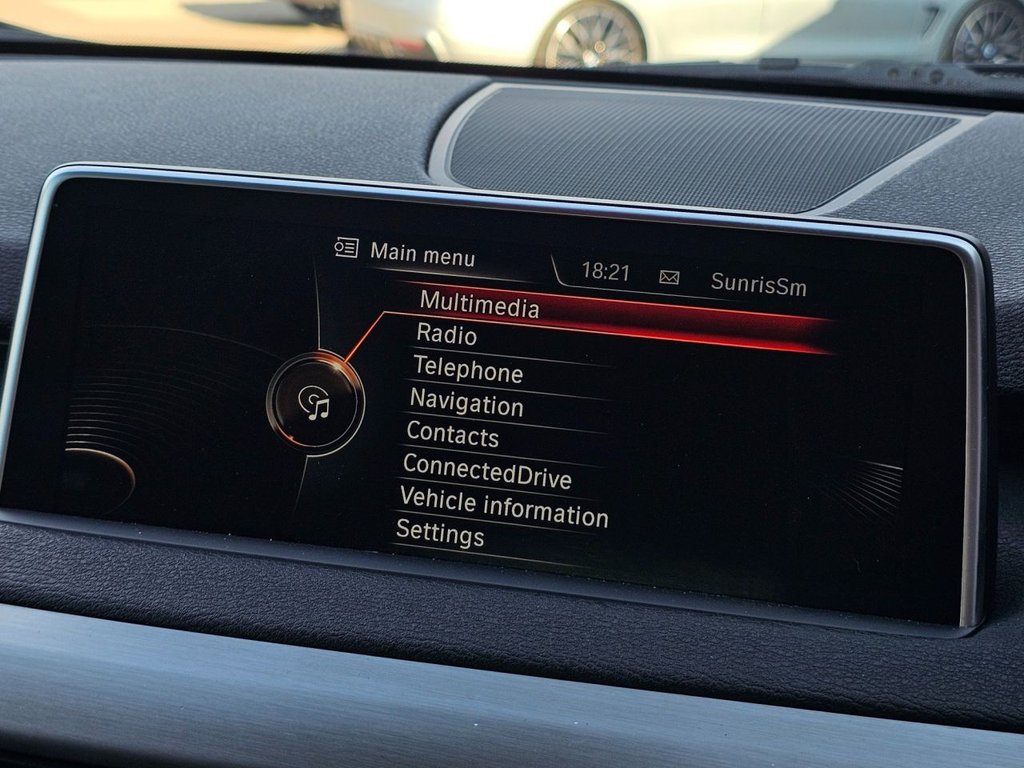 Main menu
18:21 SunrisSm
Multimedia
Radio
Telephone
Navigation
Contacts
ConnectedDrive
Vehicle information
Settings